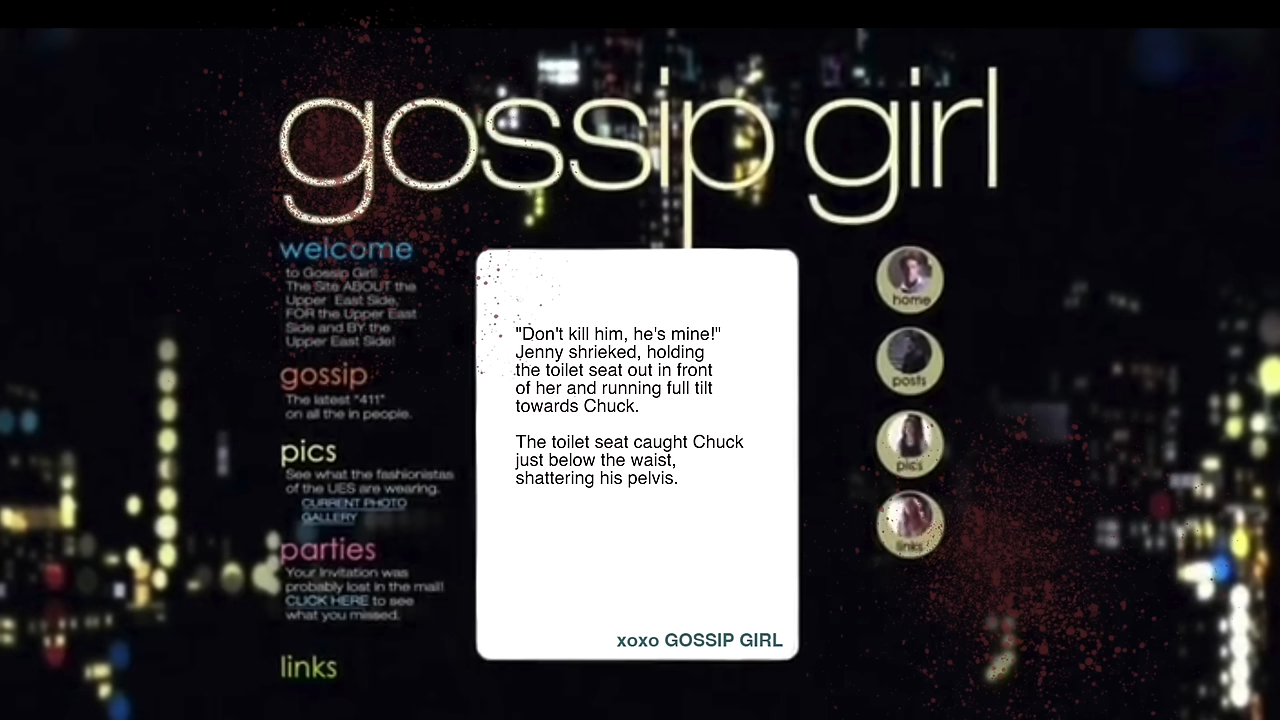 gossip girl
welcome
to Gossip Girl!
The Site ABOUT the
Upper East Side,
FOR the Upper East
Side and BY the
Upper East Side!
gossip
The latest "411"
on all the in people.
pics
See what the fashionistas
of the UES are wearing.
CURRENT PHOTO
GALLERY
parties
Your Invitation was
probably lost in the mail!
CLICK HERE to see
what you missed.
links
"Don't kill him, he's mine!"
Jenny shrieked, holding
the toilet seat out in front
of her and running full tilt
towards Chuck.
The toilet seat caught Chuck
just below the waist,
shattering his pelvis.
xoxo GOSSIP GIRL
home
posts
pics
links